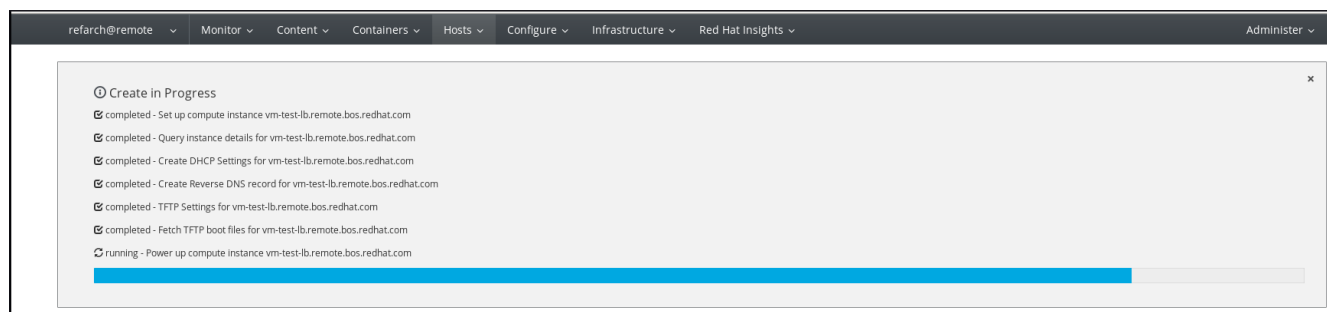 refarch@remote Monitor Content Containers Hosts Configure Infrastructure Red Hat Insights Administer
Create in Progress
completed - Set up compute instance vm-test-lb.remote.bos.redhat.com
completed - Query instance details for vm-test-lb.remote.bos.redhat.com
completed - Create DHCP Settings for vm-test-lb.remote.bos.redhat.com
completed - Create Reverse DNS record for vm-test-lb.remote.bos.redhat.com
completed - TFTP Settings for vm-test-lb.remote.bos.redhat.com
completed - Fetch TFTP boot files for vm-test-lb.remote.bos.redhat.com
running - Power up compute instance vm-test-lb.remote.bos.redhat.com